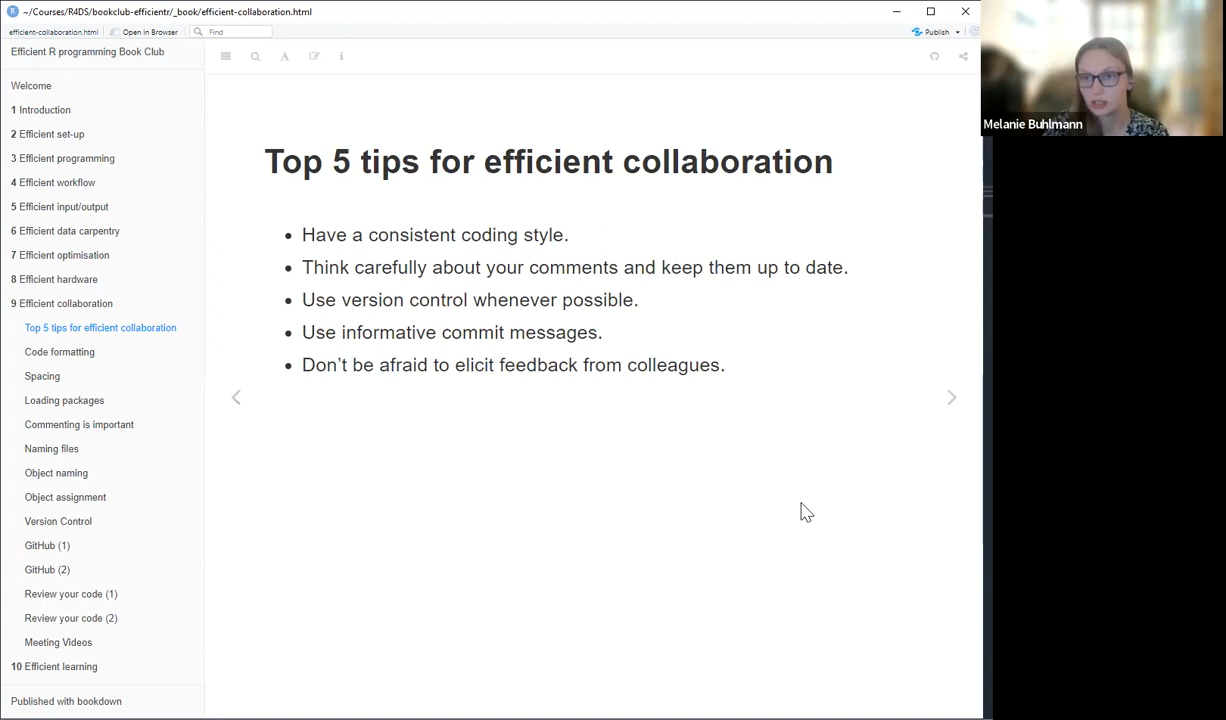 ~/Courses/R4DS/bookclub-efficientr/_book/efficient-collaboration.html
efficient-collaboration.html
Open in Browser
Find
Publish
Efficient R programming Book Club
Welcome
1 Introduction
2 Efficient set-up
3 Efficient programming
4 Efficient workflow
5 Efficient input/output
6 Efficient data carpentry
7 Efficient optimisation
8 Efficient hardware
9 Efficient collaboration
Top 5 tips for efficient collaboration
Code formatting
Spacing
Loading packages
Commenting is important
Naming files
Object naming
Object assignment
Version Control
GitHub (1)
GitHub (2)
Review your code (1)
Review your code (2)
Meeting Videos
10 Efficient learning
Published with bookdown
Top 5 tips for efficient collaboration
• Have a consistent coding style.
• Think carefully about your comments and keep them up to date.
• Use version control whenever possible.
• Use informative commit messages.
• Don’t be afraid to elicit feedback from colleagues.
Melanie Buhlmann